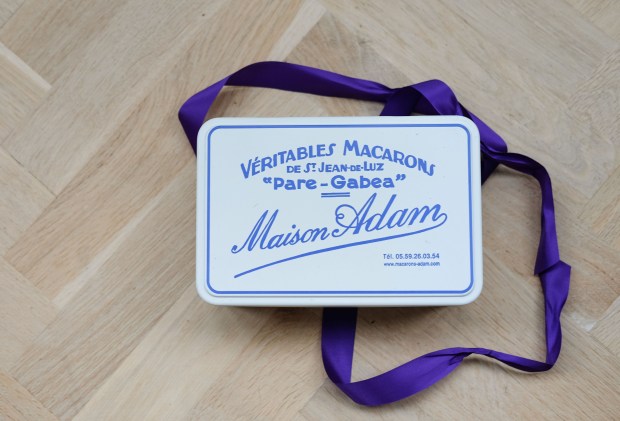 VÉRITABLES MACARONS
DE ST. JEAN-DE-LUZ
"PARE-GABEA"
Maison Adam
Tél. 05.59.26.03.54
www.macarons-adam.com